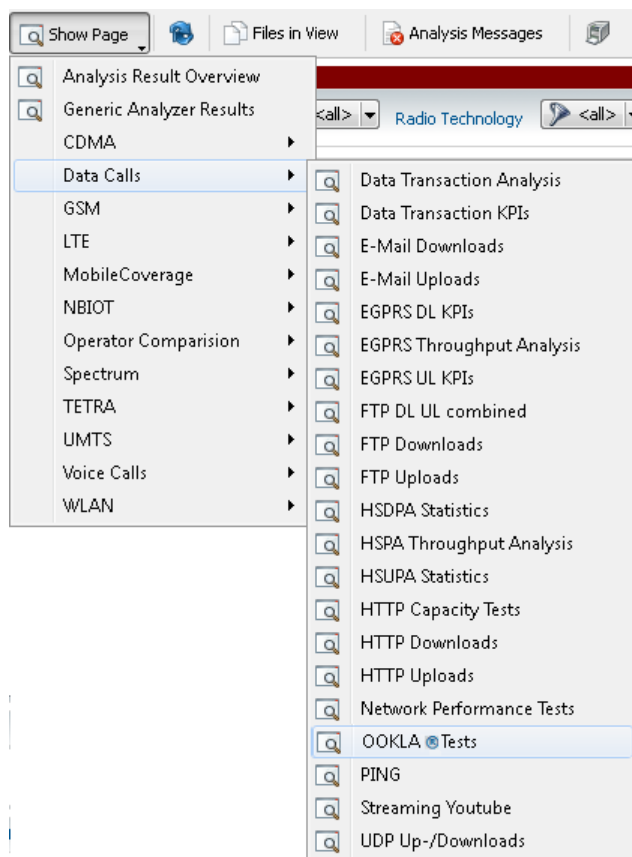 Show Page
Files in View
Analysis Messages
<all>
Radio Technology
<all>
Analysis Result Overview
Generic Analyzer Results
CDMA
Data Calls
GSM
LTE
MobileCoverage
NBIOT
Operator Comparision
Spectrum
TETRA
UMTS
Voice Calls
WLAN
Data Transaction Analysis
Data Transaction KPIs
E-Mail Downloads
E-Mail Uploads
EGPRS DL KPIs
EGPRS Throughput Analysis
EGPRS UL KPIs
FTP DL UL combined
FTP Downloads
FTP Uploads
HSDPA Statistics
HSPA Throughput Analysis
HSUPA Statistics
HTTP Capacity Tests
HTTP Downloads
HTTP Uploads
Network Performance Tests
OOKLA ® Tests
PING
Streaming Youtube
UDP Up-/Downloads